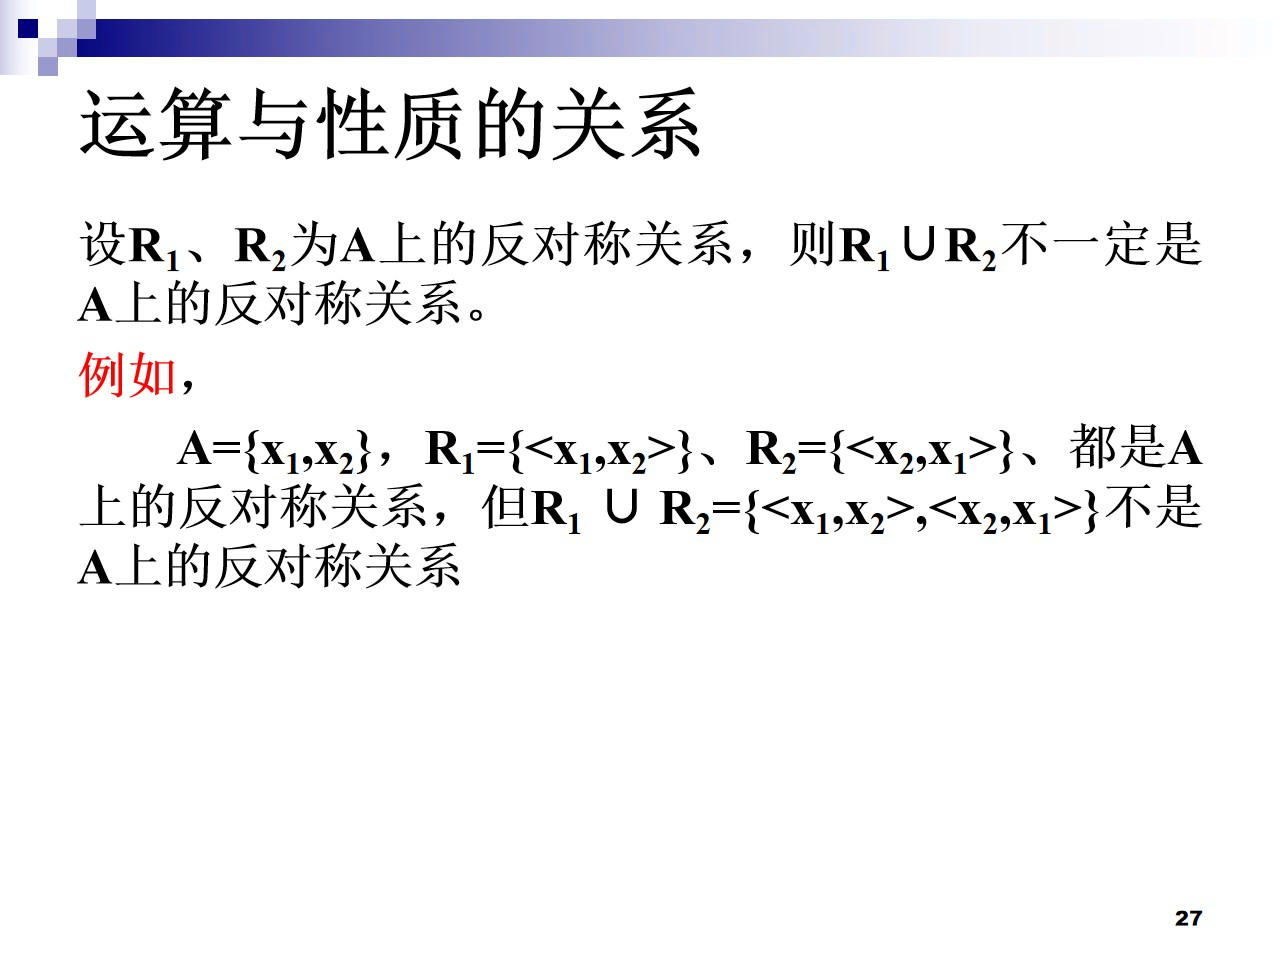 运算与性质的关系
设R₁、R₂为A上的反对称关系，则R₁∪R₂不一定是
A上的反对称关系。
例如，
A={x₁,x₂}，R₁={<x₁,x₂>}、R₂={<x₂,x₁>}、都是A
上的反对称关系，但R₁ ∪ R₂={<x₁,x₂>,<x₂,x₁>}不是
A上的反对称关系
27